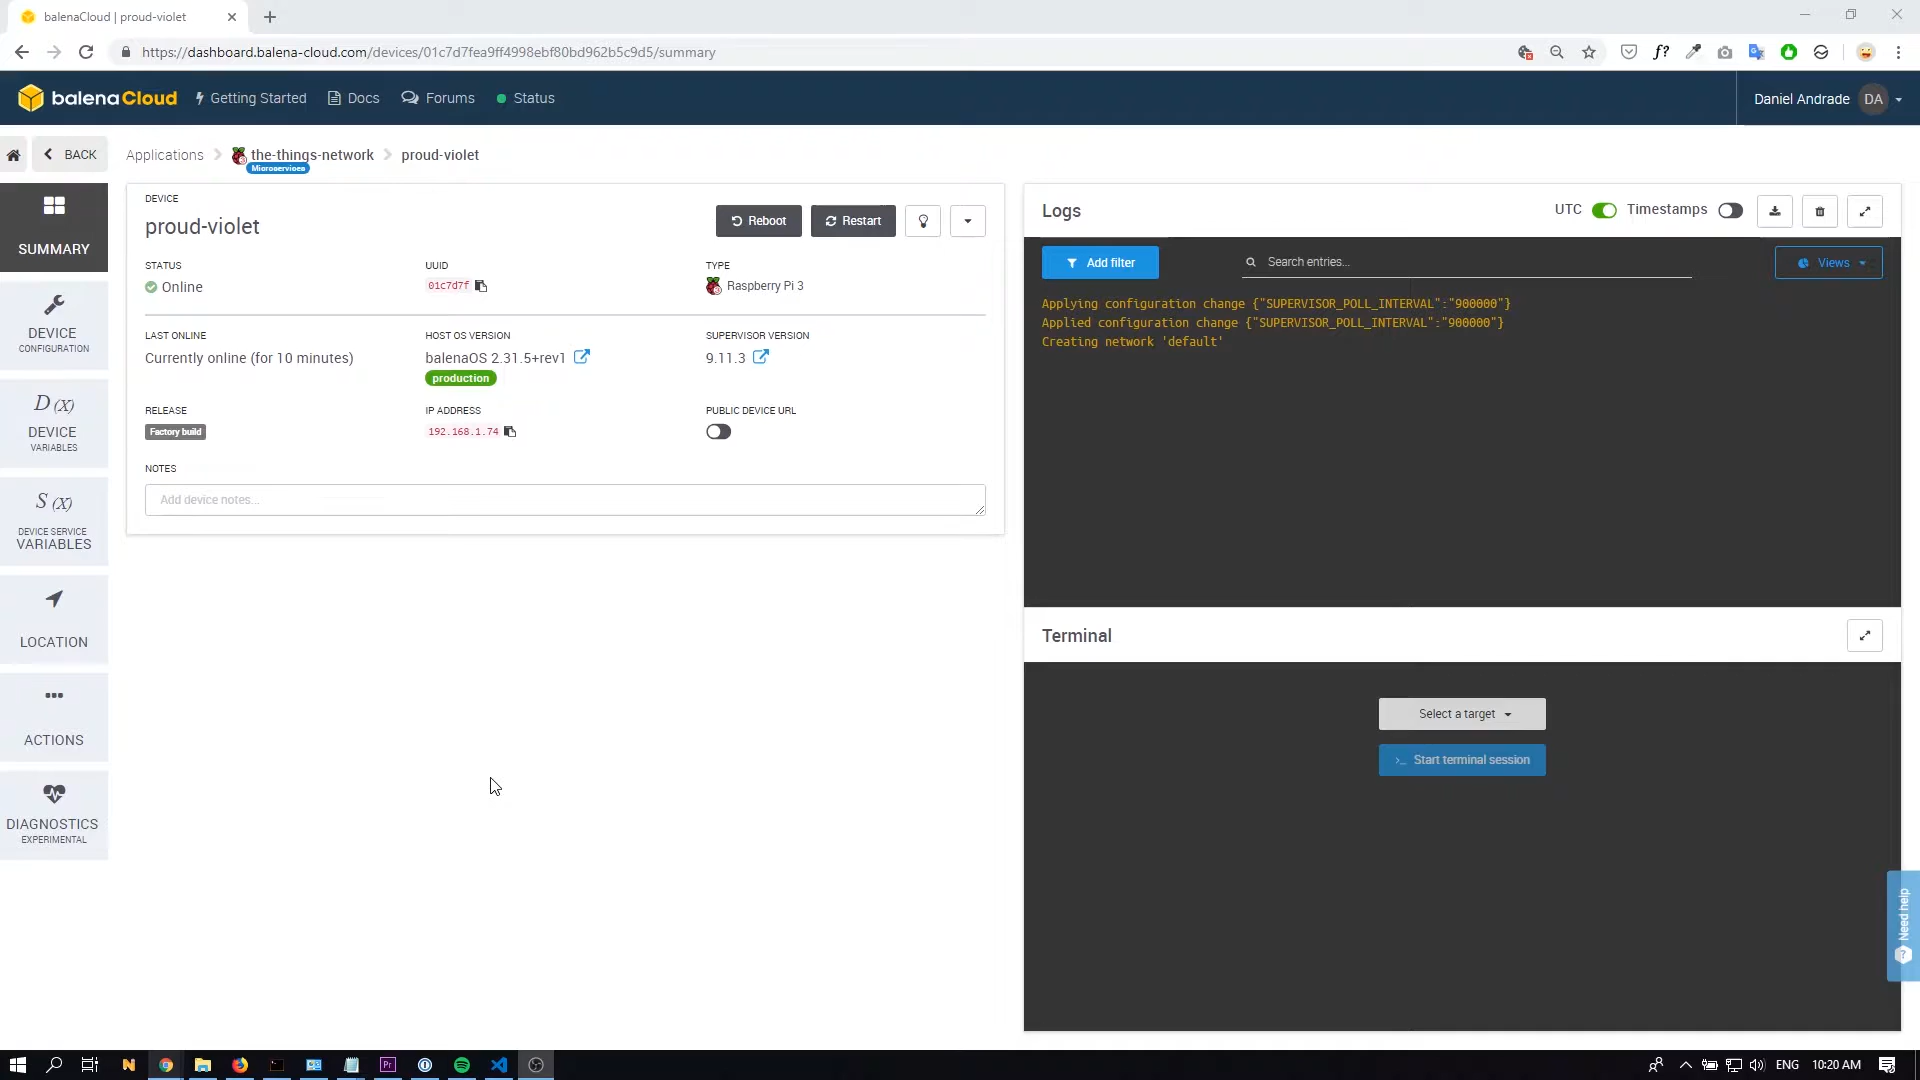 balenaCloud | proud-violet
https://dashboard.balena-cloud.com/devices/01c7d7fea9ff4998ebf80bd962b5c9d5/summary
f?
balenaCloud
Getting Started
Docs
Forums
Status
Daniel Andrade
DA
BACK
Applications
the-things-network
Microservices
proud-violet
SUMMARY
DEVICE
CONFIGURATION
D (X)
DEVICE
VARIABLES
S (X)
DEVICE SERVICE
VARIABLES
LOCATION
ACTIONS
DIAGNOSTICS
EXPERIMENTAL
DEVICE
proud-violet
Reboot
Restart
STATUS
Online
UUID
01c7d7f
TYPE
Raspberry Pi 3
LAST ONLINE
Currently online (for 10 minutes)
HOST OS VERSION
balenaOS 2.31.5+rev1
production
SUPERVISOR VERSION
9.11.3
RELEASE
Factory build
IP ADDRESS
192.168.1.74
PUBLIC DEVICE URL
NOTES
Add device notes...
Logs
UTC
Timestamps
Add filter
Search entries...
Views
Applying configuration change {"SUPERVISOR_POLL_INTERVAL":"900000"}
Applied configuration change {"SUPERVISOR_POLL_INTERVAL":"900000"}
Creating network 'default'
Terminal
Select a target
>_ Start terminal session
Need help
?
N
Pr
ENG
10:20 AM